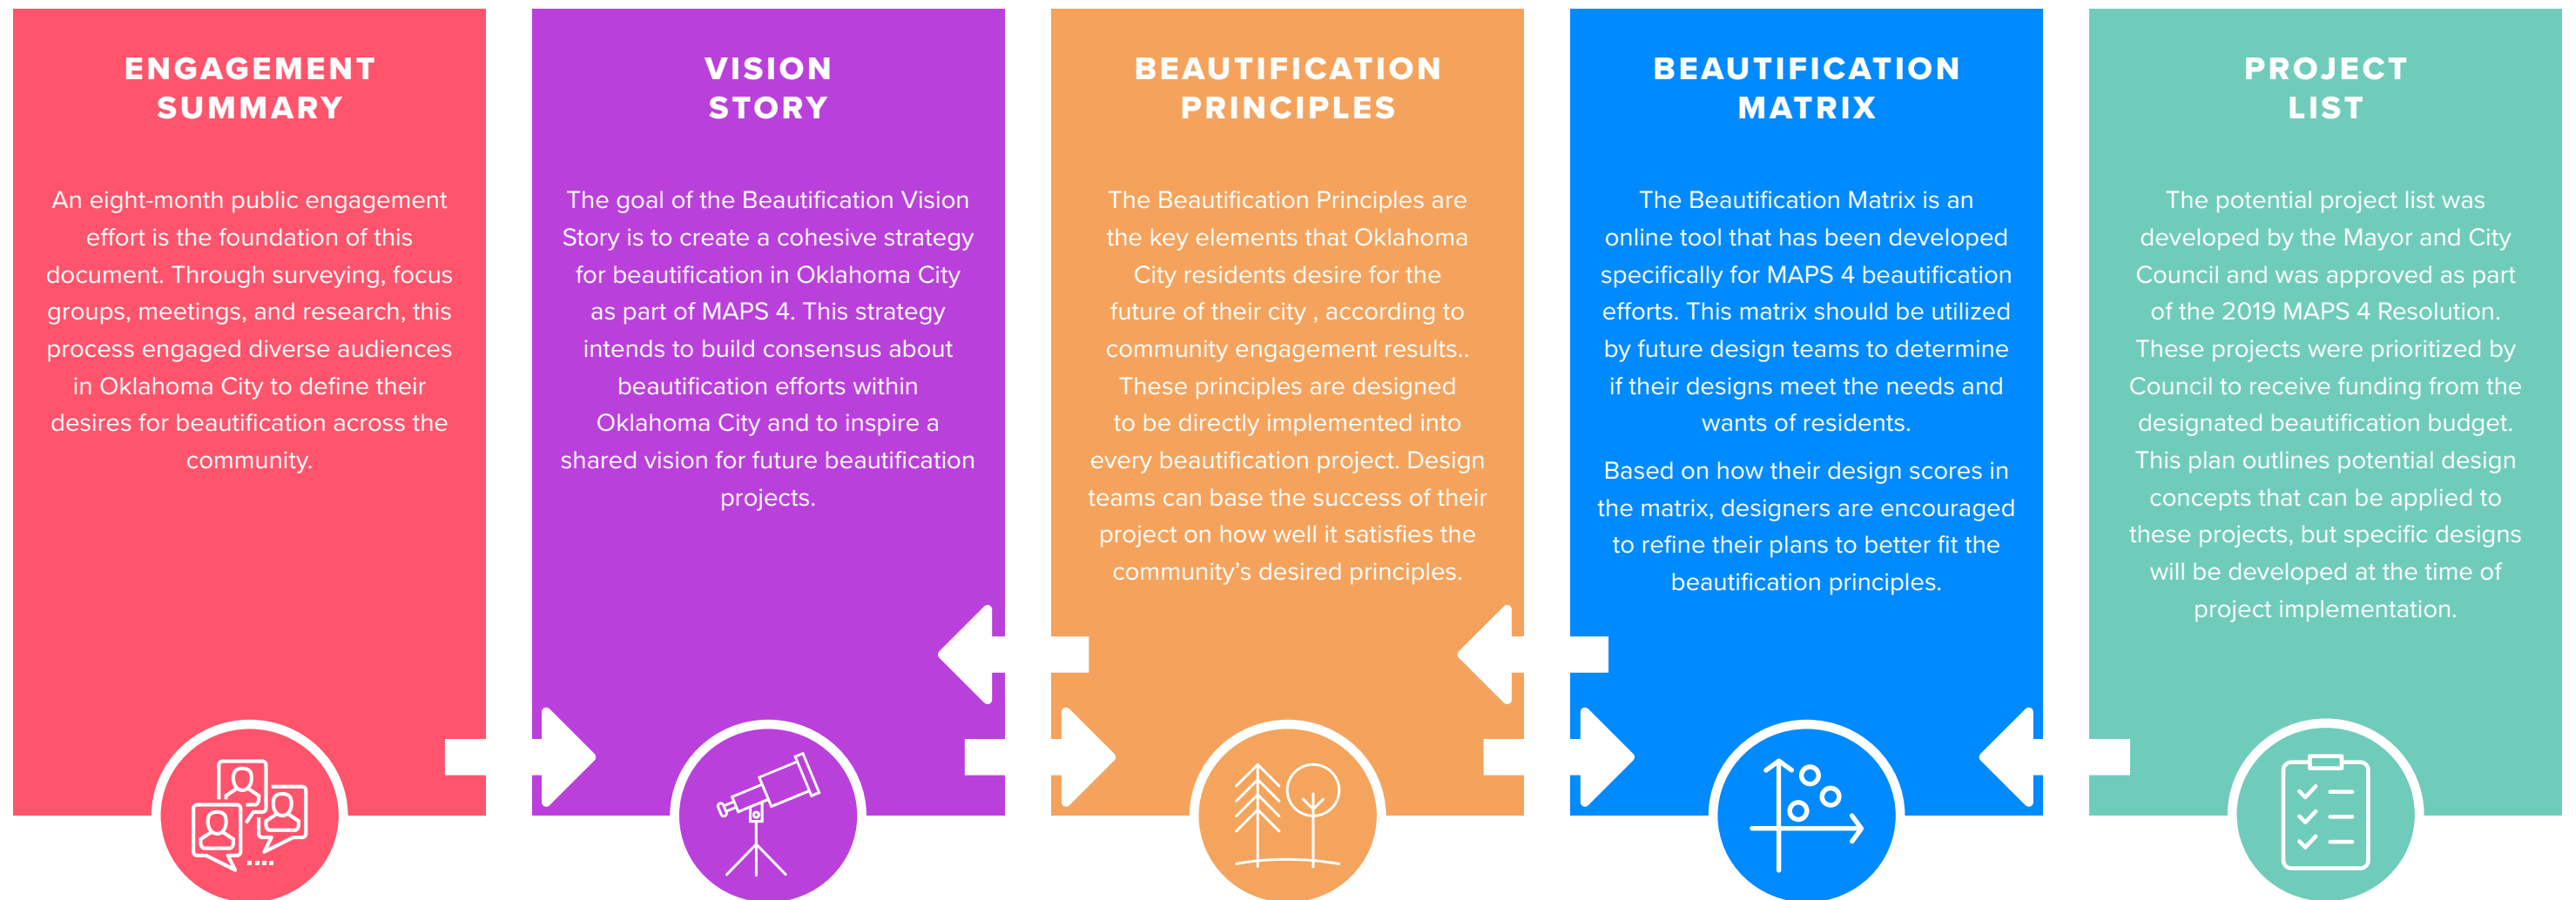 ENGAGEMENT
SUMMARY
An eight-month public engagement
effort is the foundation of this
document. Through surveying, focus
groups, meetings, and research, this
process engaged diverse audiences
in Oklahoma City to define their
desires for beautification across the
community.
VISION
STORY
The goal of the Beautification Vision
Story is to create a cohesive strategy
for beautification in Oklahoma City
as part of MAPS 4. This strategy
intends to build consensus about
beautification efforts within
Oklahoma City and to inspire a
shared vision for future beautification
projects.
BEAUTIFICATION
PRINCIPLES
The Beautification Principles are
the key elements that Oklahoma
City residents desire for the
future of their city , according to
community engagement results..
These principles are designed
to be directly implemented into
every beautification project. Design
teams can base the success of their
project on how well it satisfies the
community’s desired principles.
BEAUTIFICATION
MATRIX
The Beautification Matrix is an
online tool that has been developed
specifically for MAPS 4 beautification
efforts. This matrix should be utilized
by future design teams to determine
if their designs meet the needs and
wants of residents.
Based on how their design scores in
the matrix, designers are encouraged
to refine their plans to better fit the
beautification principles.
PROJECT
LIST
The potential project list was
developed by the Mayor and City
Council and was approved as part
of the 2019 MAPS 4 Resolution.
These projects were prioritized by
Council to receive funding from the
designated beautification budget.
This plan outlines potential design
concepts that can be applied to
these projects, but specific designs
will be developed at the time of
project implementation.